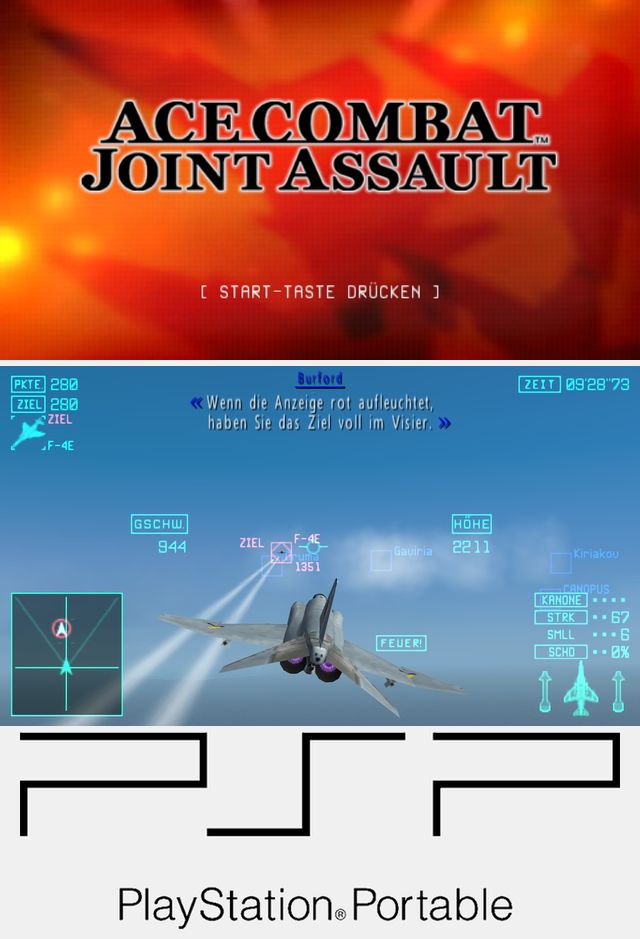 ACE COMBAT™
JOINT ASSAULT
[ START-TASTE DRÜCKEN ]
PKTE 280
ZIEL 280
ZIEL
F-4E
Burford
«Wenn die Anzeige rot aufleuchtet,
haben Sie das Ziel voll im Visier.»
ZEIT 09'28"73
GSCHW.
944
HÖHE
2211
ZIEL
F-4E
1351
Gaviria
Kiriakov
CANOPUS
FEUER!
KANONE
STRK 67
SMLL 6
SCHD 0%
PSP
PlayStation®Portable